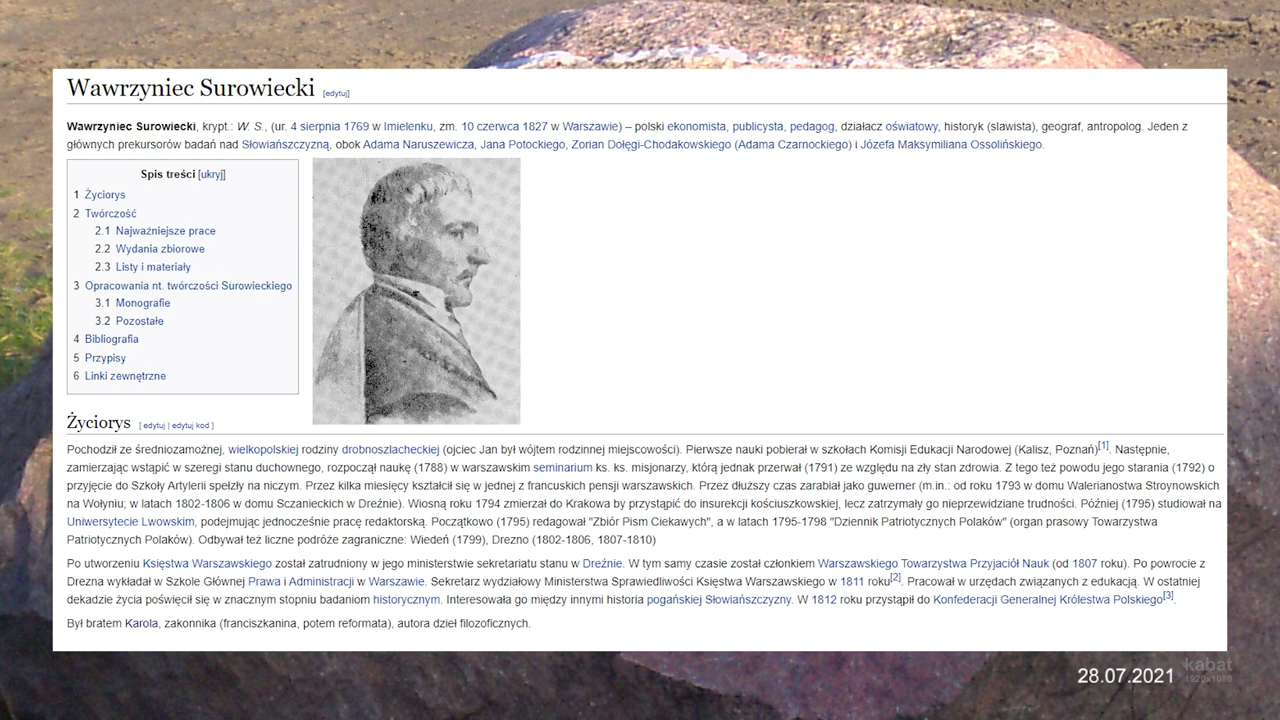 Wawrzyniec Surowiecki [edytuj]
Wawrzyniec Surowiecki, krypt.: W. S., (ur. 4 sierpnia 1769 w Imielenku, zm. 10 czerwca 1827 w Warszawie) – polski ekonomista, publicysta, pedagog, działacz oświatowy, historyk (slawista), geograf, antropolog. Jeden z
głównych prekursorów badań nad Słowiańszczyzną, obok Adama Naruszewicza, Jana Potockiego, Zorian Dołęgi-Chodakowskiego (Adama Czarnockiego) i Józefa Maksymiliana Ossolińskiego.
Spis treści [ukryj]
1 Życiorys
2 Twórczość
2.1 Najważniejsze prace
2.2 Wydania zbiorowe
2.3 Listy i materiały
3 Opracowania nt. twórczości Surowieckiego
3.1 Monografie
3.2 Pozostałe
4 Bibliografia
5 Przypisy
6 Linki zewnętrzne
Życiorys [ edytuj | edytuj kod ]
Pochodził ze średniozamożnej, wielkopolskiej rodziny drobnoszlacheckiej (ojciec Jan był wójtem rodzinnej miejscowości). Pierwsze nauki pobierał w szkołach Komisji Edukacji Narodowej (Kalisz, Poznań)[1]. Następnie,
zamierzając wstąpić w szeregi stanu duchownego, rozpoczął naukę (1788) w warszawskim seminarium ks. ks. misjonarzy, którą jednak przerwał (1791) ze względu na zły stan zdrowia. Z tego też powodu jego starania (1792) o
przyjęcie do Szkoły Artylerii spełzły na niczym. Przez kilka miesięcy kształcił się w jednej z francuskich pensji warszawskich. Przez dłuższy czas zarabiał jako guwerner (m.in.: od roku 1793 w domu Walerianostwa Stroynowskich
na Wołyniu; w latach 1802-1806 w domu Sczanieckich w Dreźnie). Wiosną roku 1794 zmierzał do Krakowa by przystąpić do insurekcji kościuszkowskiej, lecz zatrzymały go nieprzewidziane trudności. Później (1795) studiował na
Uniwersytecie Lwowskim, podejmując jednocześnie pracę redaktorską. Początkowo (1795) redagował "Zbiór Pism Ciekawych", a w latach 1795-1798 "Dziennik Patriotycznych Polaków" (organ prasowy Towarzystwa
Patriotycznych Polaków). Odbywał też liczne podróże zagraniczne: Wiedeń (1799), Drezno (1802-1806, 1807-1810)
Po utworzeniu Księstwa Warszawskiego został zatrudniony w jego ministerstwie sekretariatu stanu w Dreźnie. W tym samy czasie został członkiem Warszawskiego Towarzystwa Przyjaciół Nauk (od 1807 roku). Po powrocie z
Drezna wykładał w Szkole Głównej Prawa i Administracji w Warszawie. Sekretarz wydziałowy Ministerstwa Sprawiedliwości Księstwa Warszawskiego w 1811 roku[2]. Pracował w urzędach związanych z edukacją. W ostatniej
dekadzie życia poświęcił się w znacznym stopniu badaniom historycznym. Interesowała go między innymi historia pogańskiej Słowiańszczyzny. W 1812 roku przystąpił do Konfederacji Generalnej Królestwa Polskiego[3].
Był bratem Karola, zakonnika (franciszkanina, potem reformata), autora dzieł filozoficznych.
28.07.2021
kabat
1920x1080